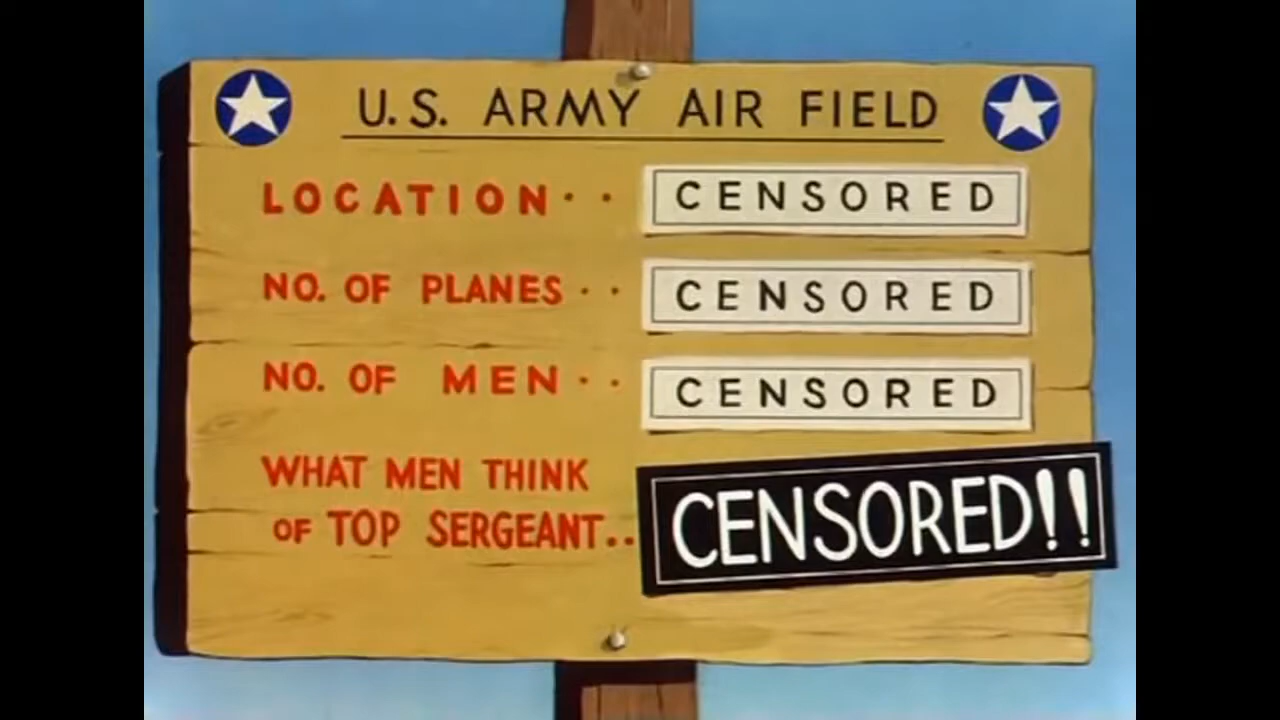 U.S. ARMY AIR FIELD
LOCATION·· CENSORED
NO. OF PLANES·· CENSORED
NO. OF MEN·· CENSORED
WHAT MEN THINK
OF TOP SERGEANT.. CENSORED!!